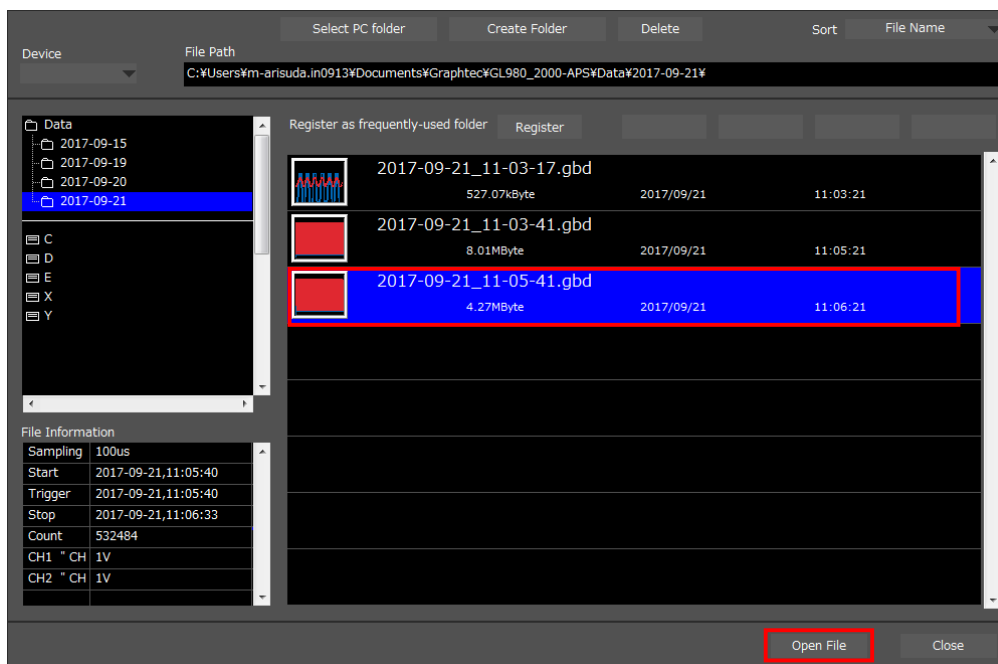 Select PC folder Create Folder Delete Sort File Name
Device File Path
C:¥Users¥m-arisuda.in0913¥Documents¥Graphtec¥GL980_2000-APS¥Data¥2017-09-21¥
Data
2017-09-15
2017-09-19
2017-09-20
2017-09-21
C
D
E
X
Y
Register as frequently-used folder Register
2017-09-21_11-03-17.gbd
527.07kByte 2017/09/21 11:03:21
2017-09-21_11-03-41.gbd
8.01MByte 2017/09/21 11:05:21
2017-09-21_11-05-41.gbd
4.27MByte 2017/09/21 11:06:21
File Information
Sampling 100us
Start 2017-09-21,11:05:40
Trigger 2017-09-21,11:05:40
Stop 2017-09-21,11:06:33
Count 532484
CH1 " CH 1V
CH2 " CH 1V
Open File Close